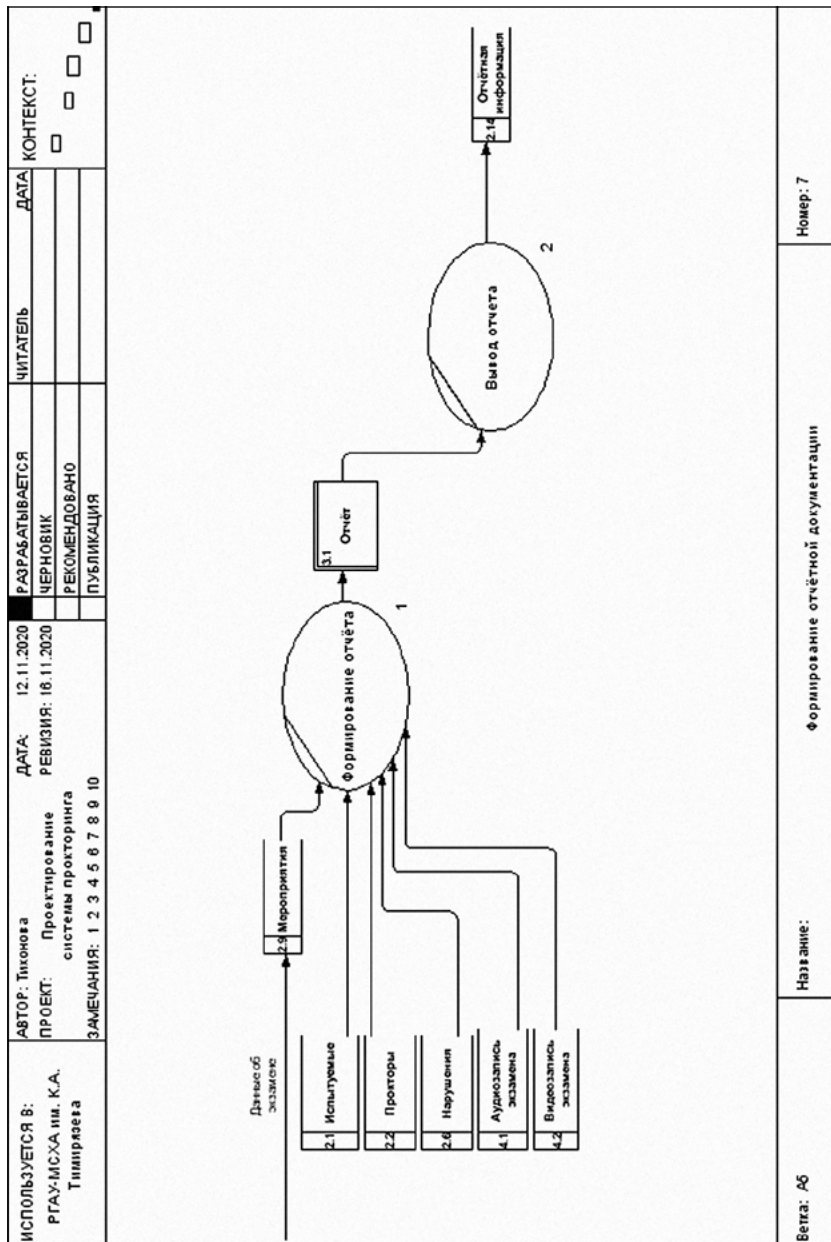 ИСПОЛЬЗУЕТСЯ В:
РГАУ-МСХА им. К.А.
Тимирязева
АВТОР: Тихонова
ДАТА: 12.11.2020
ПРОЕКТ: Проектирование
системы прокторинга
РЕВИЗИЯ: 16.11.2020
ЗАМЕЧАНИЯ: 1 2 3 4 5 6 7 8 9 10
РАЗРАБАТЫВАЕТСЯ
ЧЕРНОВИК
РЕКОМЕНДОВАНО
ПУБЛИКАЦИЯ
ЧИТАТЕЛЬ
ДАТА
КОНТЕКСТ:
Данные об
экзамене
2.9 Мероприятия
2.1 Испытуемые
2.2 Прокторы
2.6 Нарушения
4.1 Аудиозапись
экзамена
4.2 Видеозапись
экзамена
Формирование отчёта
1
3.1 Отчёт
Вывод отчета
2
2.14 Отчётная
информация
Ветка: A6
Название:
Формирование отчётной документации
Номер: 7